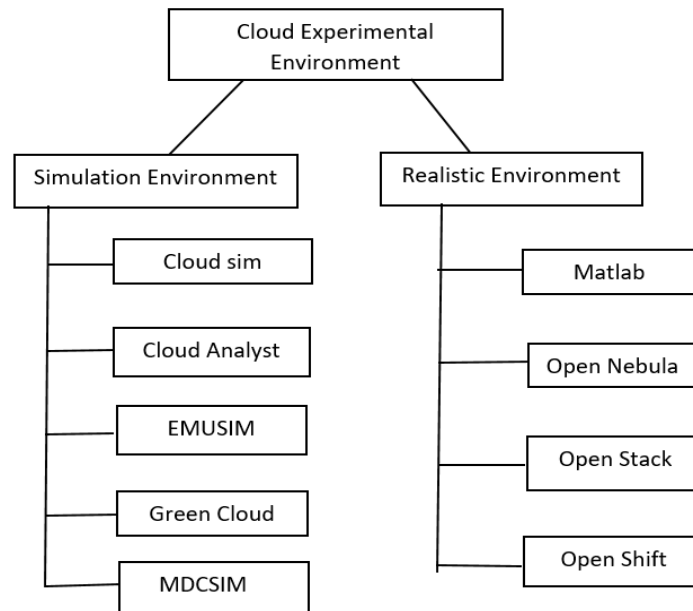 Cloud Experimental
Environment
Simulation Environment
Realistic Environment
Cloud sim
Cloud Analyst
EMUSIM
Green Cloud
MDCSIM
Matlab
Open Nebula
Open Stack
Open Shift